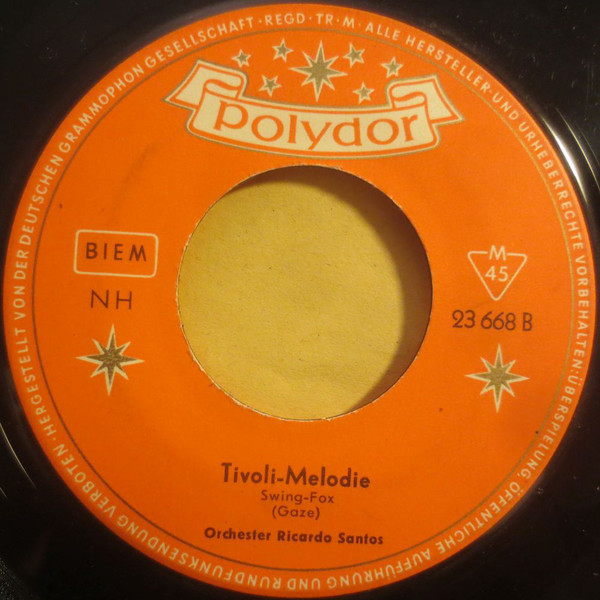 HERGESTELLT VON DER DEUTSCHEN GRAMMOPHON GESELLSCHAFT · REGD · TR · M · ALLE HERSTELLER- UND URHEBERRECHTE VORBEHALTEN: ÜBERSPIELUNG, ÖFFENTLICHE AUFFÜHRUNG UND RUNDFUNKSENDUNG VERBOTEN ·
polydor
BIEM
NH
M
45
23 668 B
Tivoli-Melodie
Swing-Fox
(Gaze)
Orchester Ricardo Santos